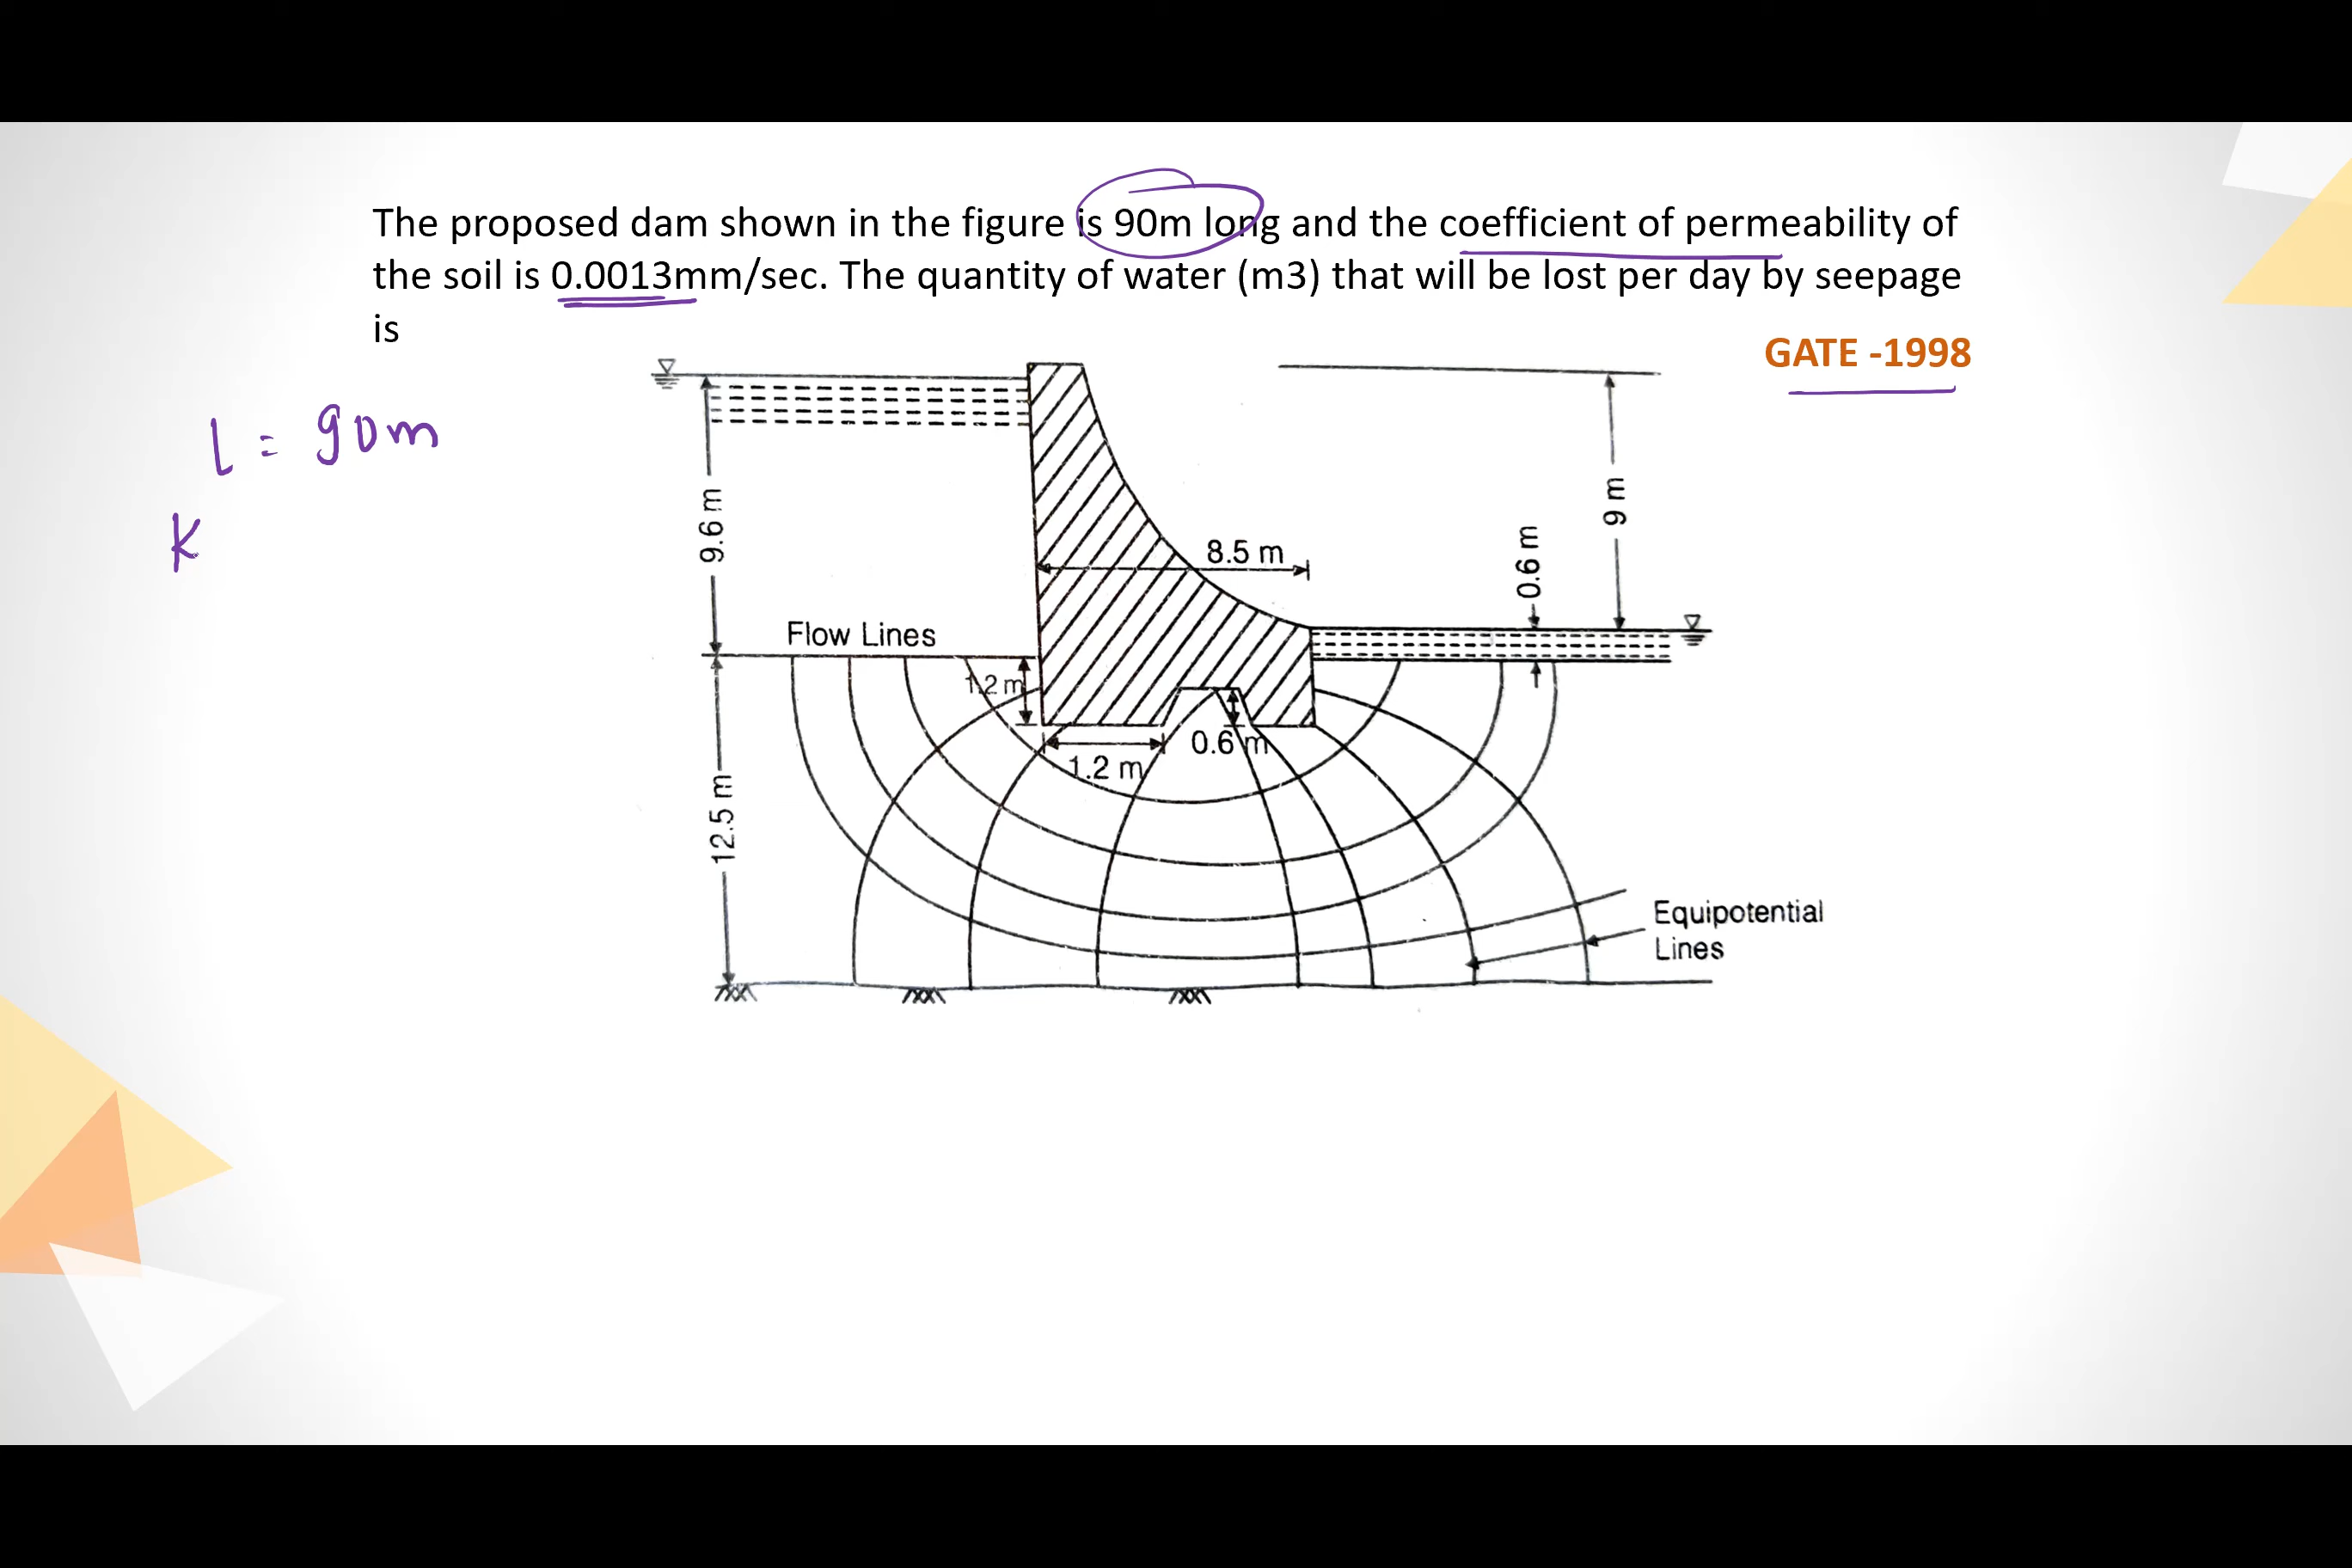 The proposed dam shown in the figure is 90m long and the coefficient of permeability of
the soil is 0.0013mm/sec. The quantity of water (m3) that will be lost per day by seepage
is
GATE -1998
L = 90m
K
9.6 m
9 m
8.5 m
0.6 m
Flow Lines
1.2 m
0.6 m
1.2 m
12.5 m
Equipotential
Lines